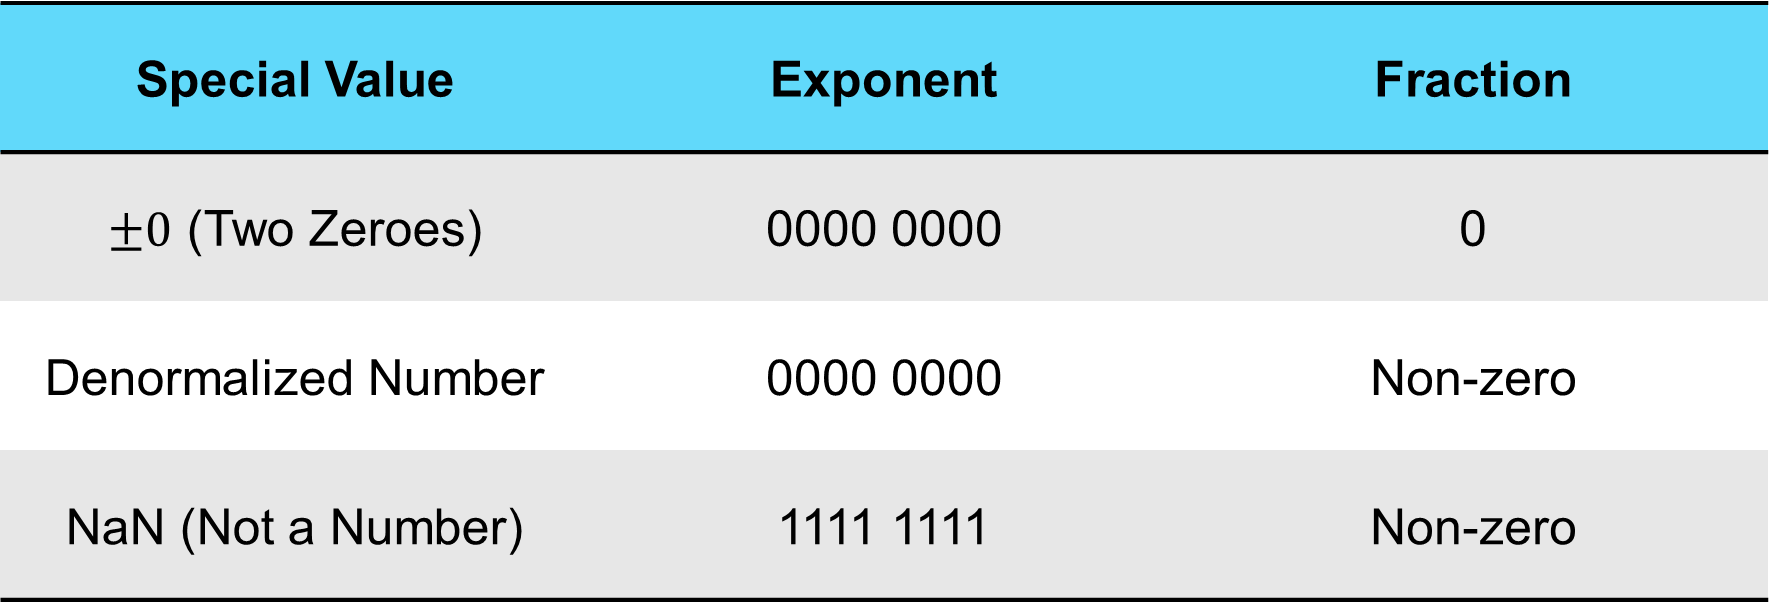 Special Value Exponent Fraction
±0 (Two Zeroes) 0000 0000 0
Denormalized Number 0000 0000 Non-zero
NaN (Not a Number) 1111 1111 Non-zero